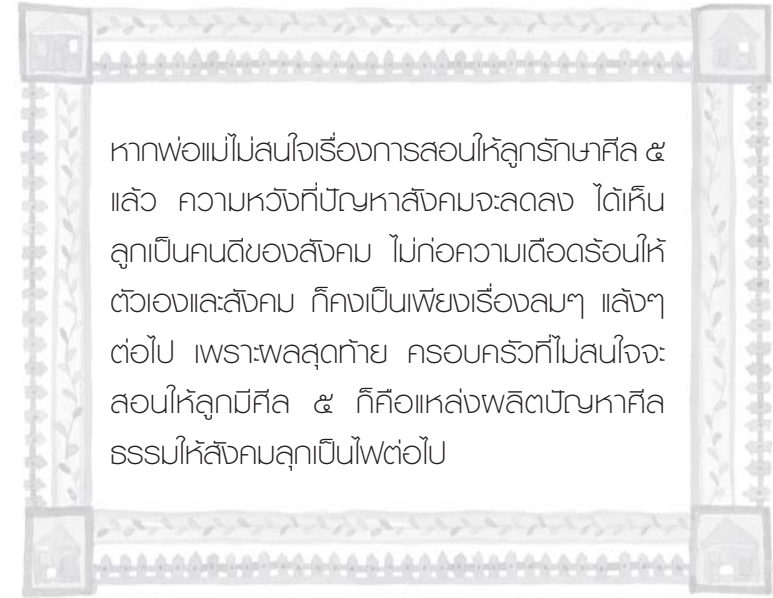 หากพ่อแม่ไม่สนใจเรื่องการสอนให้ลูกรักษาศีล ๕
แล้ว ความหวังที่ปัญหาสังคมจะลดลง ได้เห็น
ลูกเป็นคนดีของสังคม ไม่ก่อความเดือดร้อนให้
ตัวเองและสังคม ก็คงเป็นเพียงเรื่องลมๆ แล้งๆ
ต่อไป เพราะผลสุดท้าย ครอบครัวที่ไม่สนใจจะ
สอนให้ลูกมีศีล ๕ ก็คือแหล่งผลิตปัญหาศีล
ธรรมให้สังคมลุกเป็นไฟต่อไป